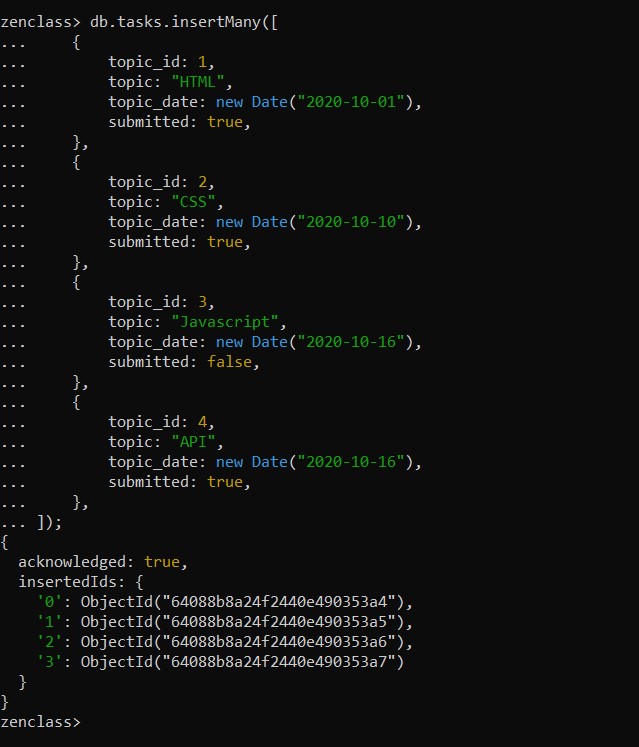 zenclass> db.tasks.insertMany([
...     {
...         topic_id: 1,
...         topic: "HTML",
...         topic_date: new Date("2020-10-01"),
...         submitted: true,
...     },
...     {
...         topic_id: 2,
...         topic: "CSS",
...         topic_date: new Date("2020-10-10"),
...         submitted: true,
...     },
...     {
...         topic_id: 3,
...         topic: "Javascript",
...         topic_date: new Date("2020-10-16"),
...         submitted: false,
...     },
...     {
...         topic_id: 4,
...         topic: "API",
...         topic_date: new Date("2020-10-16"),
...         submitted: true,
...     },
... ]);
{
  acknowledged: true,
  insertedIds: {
    '0': ObjectId("64088b8a24f2440e490353a4"),
    '1': ObjectId("64088b8a24f2440e490353a5"),
    '2': ObjectId("64088b8a24f2440e490353a6"),
    '3': ObjectId("64088b8a24f2440e490353a7")
  }
}
zenclass>